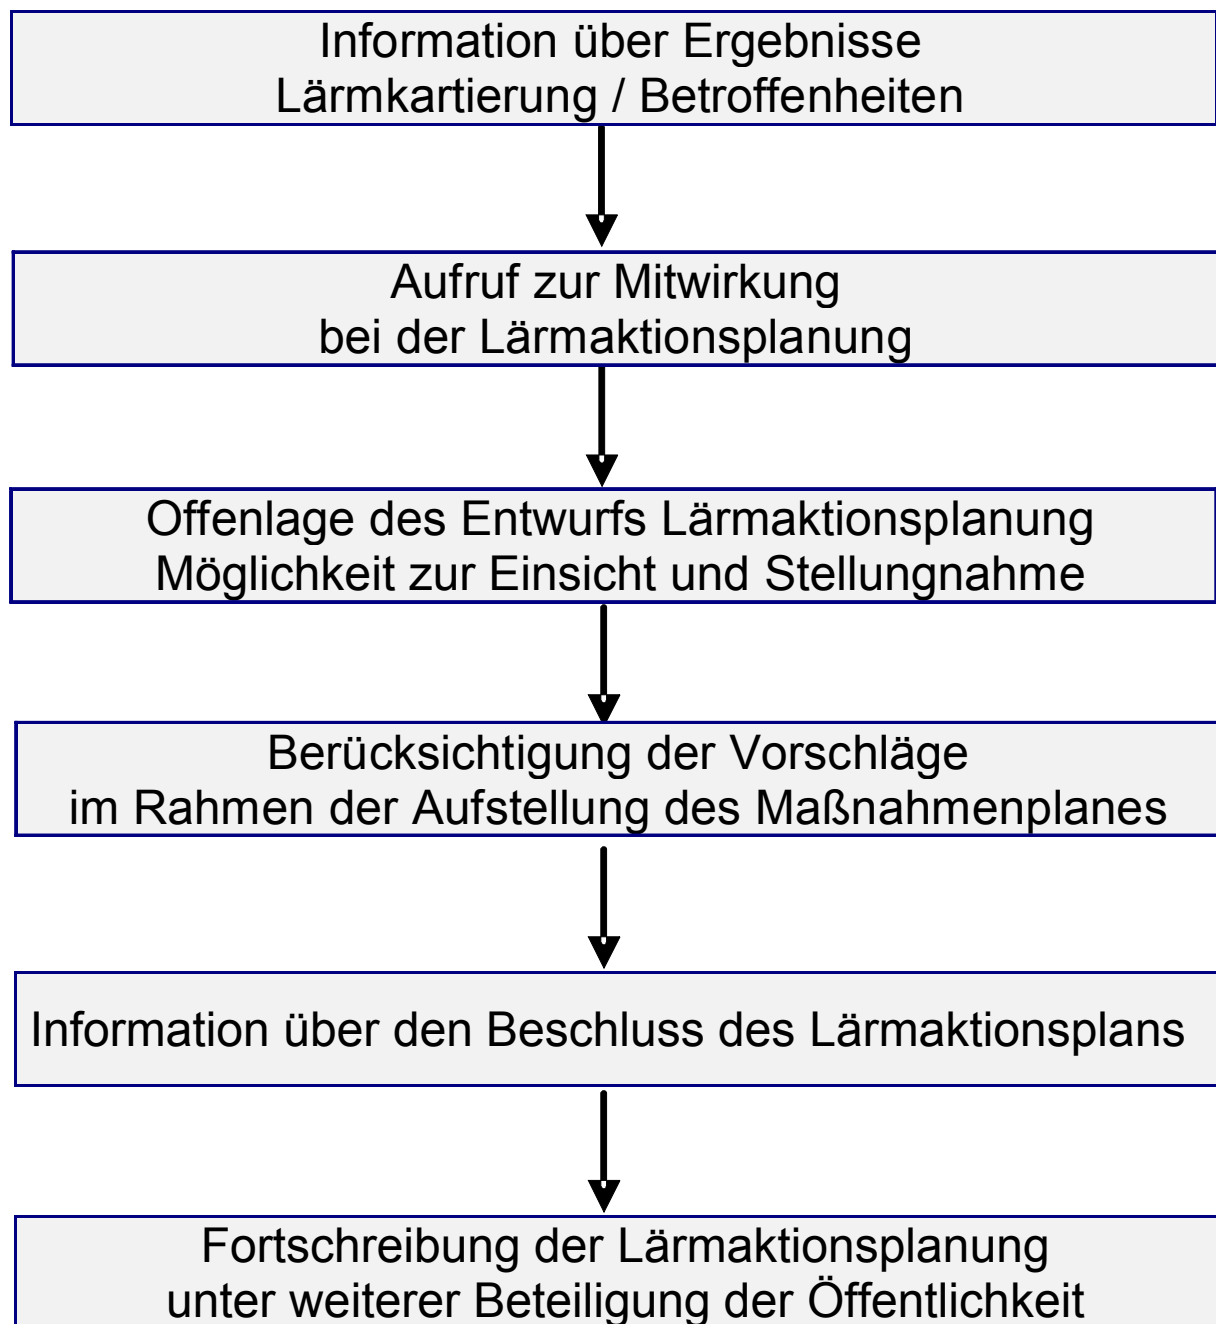 Information über Ergebnisse
Lärmkartierung / Betroffenheiten
Aufruf zur Mitwirkung
bei der Lärmaktionsplanung
Offenlage des Entwurfs Lärmaktionsplanung
Möglichkeit zur Einsicht und Stellungnahme
Berücksichtigung der Vorschläge
im Rahmen der Aufstellung des Maßnahmenplanes
Information über den Beschluss des Lärmaktionsplans
Fortschreibung der Lärmaktionsplanung
unter weiterer Beteiligung der Öffentlichkeit